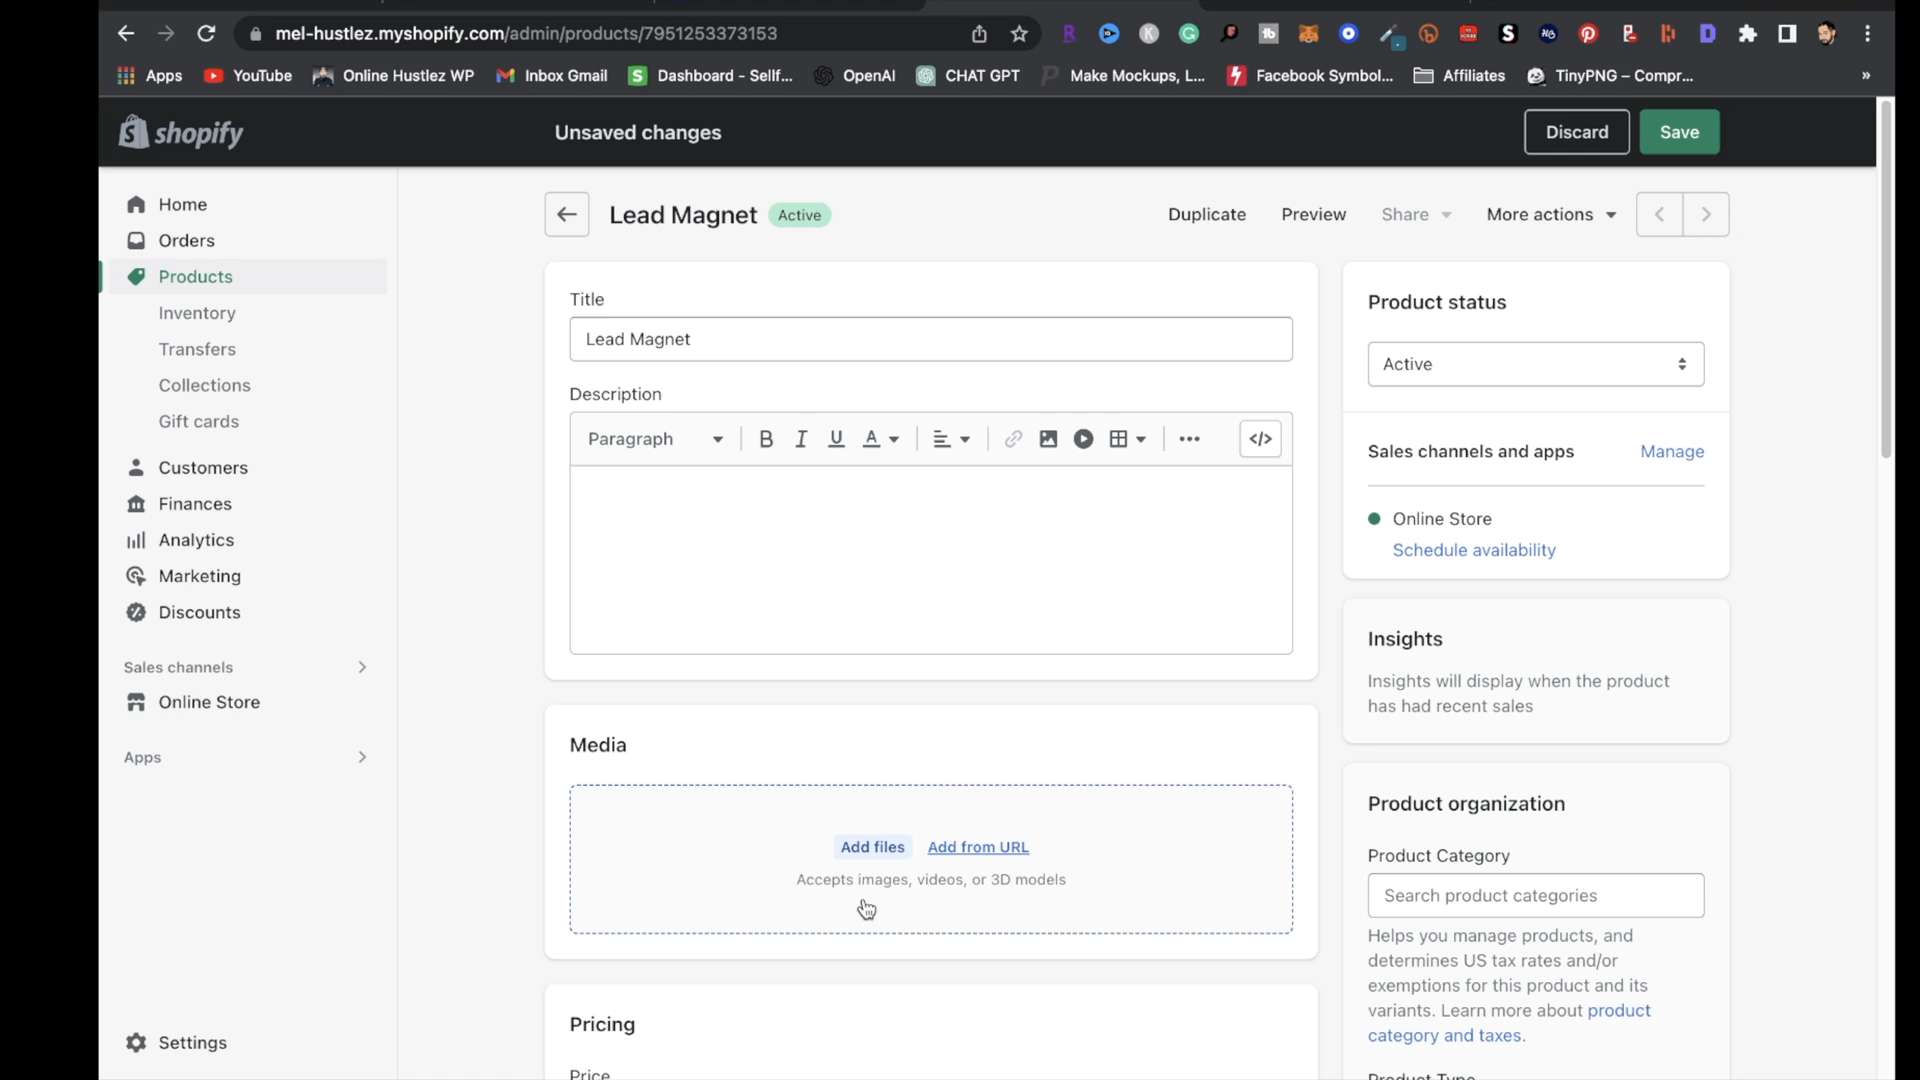 mel-hustlez.myshopify.com/admin/products/7951253373153
Apps YouTube Online Hustlez WP Inbox Gmail Dashboard - Sellf... OpenAI CHAT GPT Make Mockups, L... Facebook Symbol... Affiliates TinyPNG – Compr... »
shopify Unsaved changes Discard Save
Home
Orders
Products
Inventory
Transfers
Collections
Gift cards
Customers
Finances
Analytics
Marketing
Discounts
Sales channels
Online Store
Apps
Settings
Lead Magnet Active Duplicate Preview Share More actions
Title
Lead Magnet
Description
Paragraph B I U A ... </>
Media
Add files Add from URL
Accepts images, videos, or 3D models
Pricing
Price
Product status
Active
Sales channels and apps Manage
Online Store
Schedule availability
Insights
Insights will display when the product
has had recent sales
Product organization
Product Category
Search product categories
Helps you manage products, and
determines US tax rates and/or
exemptions for this product and its
variants. Learn more about product
category and taxes.
Product Type